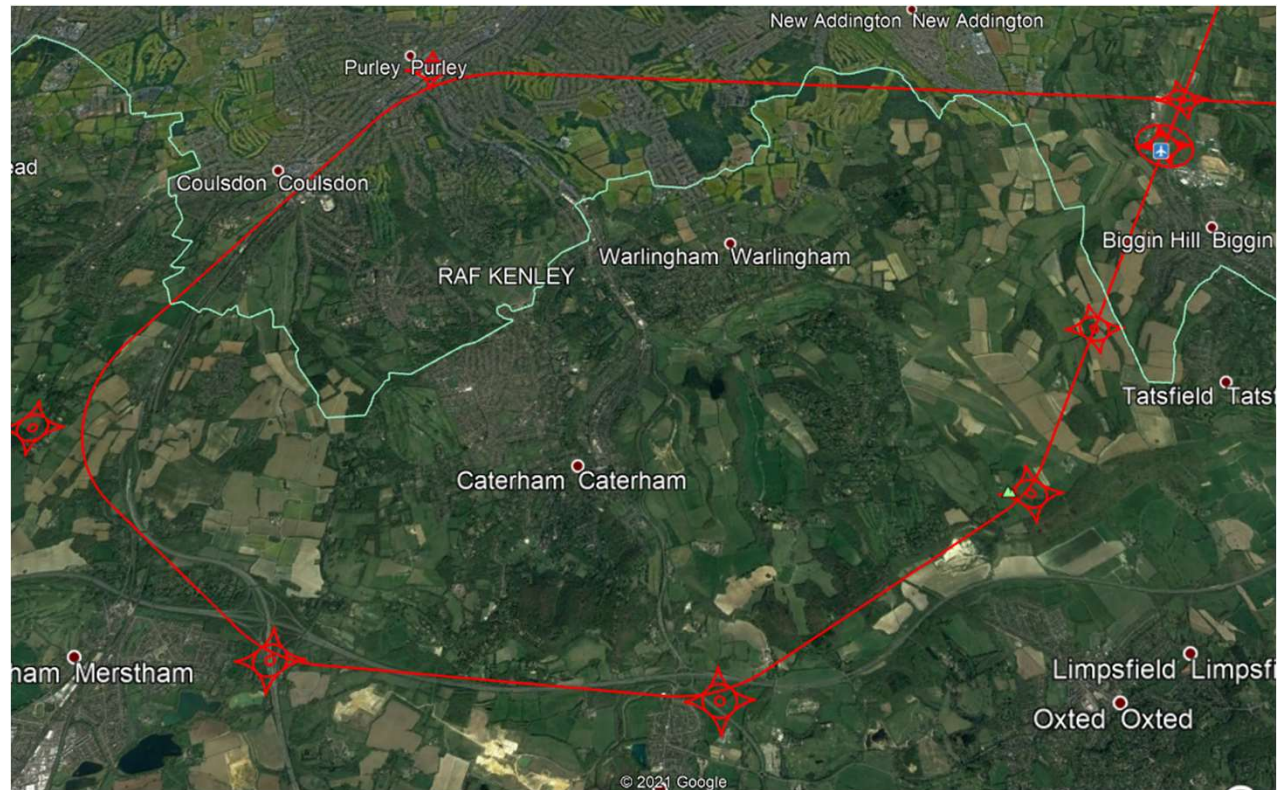 New Addington New Addington
Purley Purley
ead
Coulsdon Coulsdon
Biggin Hill Biggin
Warlingham Warlingham
RAF KENLEY
Tatsfield Tatsf
Caterham Caterham
ham Merstham
Limpsfield Limpsfi
Oxted Oxted
© 2021 Google